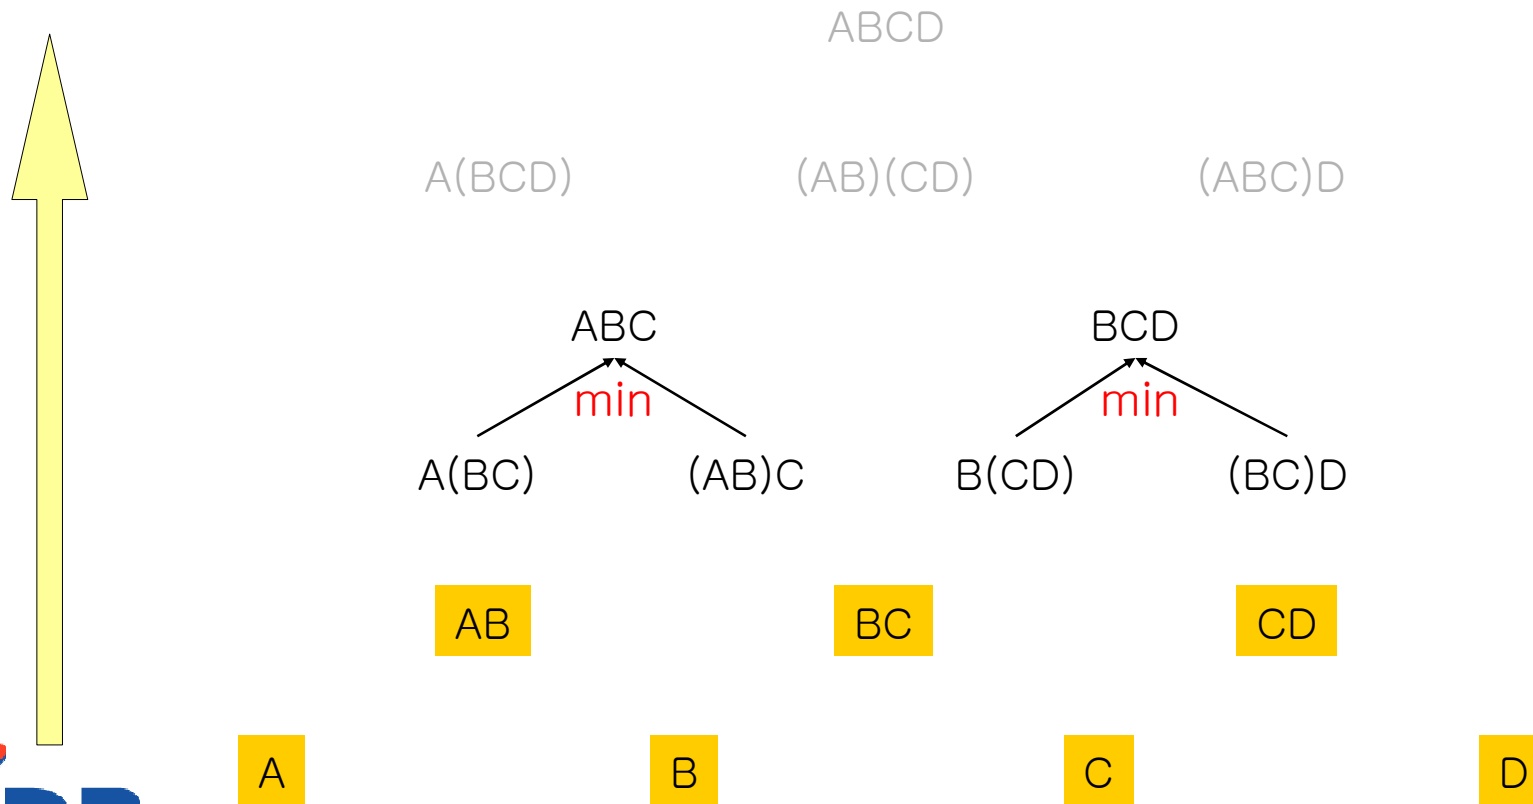 ABCD
A(BCD) (AB)(CD) (ABC)D
ABC BCD
min min
A(BC) (AB)C B(CD) (BC)D
AB BC CD
A B C D